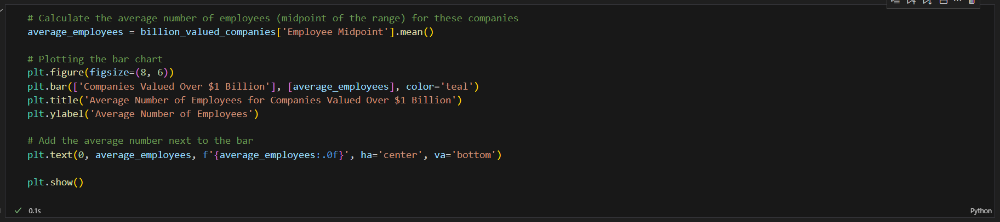 # Calculate the average number of employees (midpoint of the range) for these companies
average_employees = billion_valued_companies['Employee Midpoint'].mean()
# Plotting the bar chart
plt.figure(figsize=(8, 6))
plt.bar(['Companies Valued Over $1 Billion'], [average_employees], color='teal')
plt.title('Average Number of Employees for Companies Valued Over $1 Billion')
plt.ylabel('Average Number of Employees')
# Add the average number next to the bar
plt.text(0, average_employees, f'{average_employees:.0f}', ha='center', va='bottom')
plt.show()
0.1s
Python